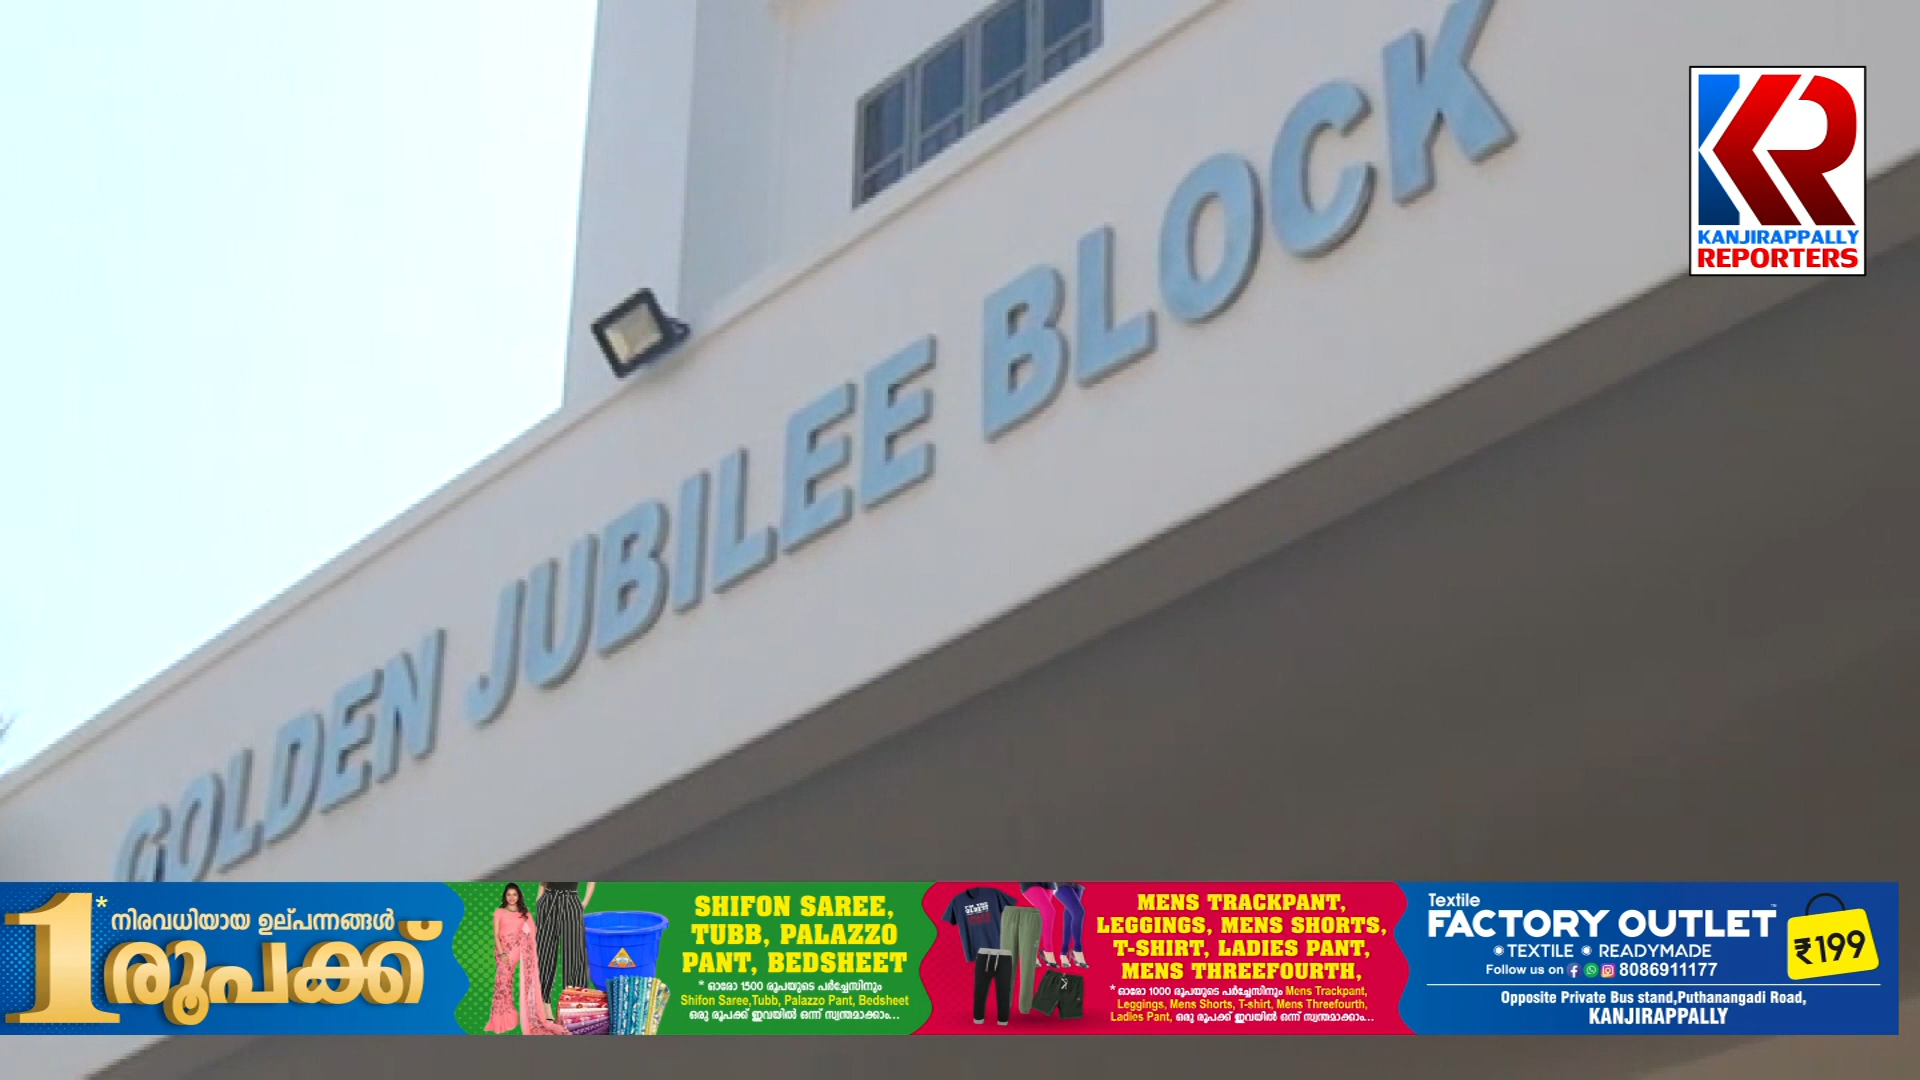 GOLDEN JUBILEE BLOCK
KR
KANJIRAPPALLY
REPORTERS
1* നിരവധിയായ ഉല്പന്നങ്ങൾ
രൂപക്ക്
SHIFON SAREE,
TUBB, PALAZZO
PANT, BEDSHEET
* ഓരോ 1500 രൂപയുടെ പർച്ചേസിനും
Shifon Saree,Tubb, Palazzo Pant, Bedsheet
ഒരു രൂപക്ക് ഇവയിൽ ഒന്ന് സ്വന്തമാക്കാം...
MENS TRACKPANT,
LEGGINGS, MENS SHORTS,
T-SHIRT, LADIES PANT,
MENS THREEFOURTH,
* ഓരോ 1000 രൂപയുടെ പർച്ചേസിനും Mens Trackpant,
Leggings, Mens Shorts, T-shirt, Mens Threefourth,
Ladies Pant, ഒരു രൂപക്ക് ഇവയിൽ ഒന്ന് സ്വന്തമാക്കാം...
Textile
FACTORY OUTLET™
• TEXTILE • READYMADE
Follow us on 8086911177
₹199
Opposite Private Bus stand,Puthanangadi Road,
KANJIRAPPALLY